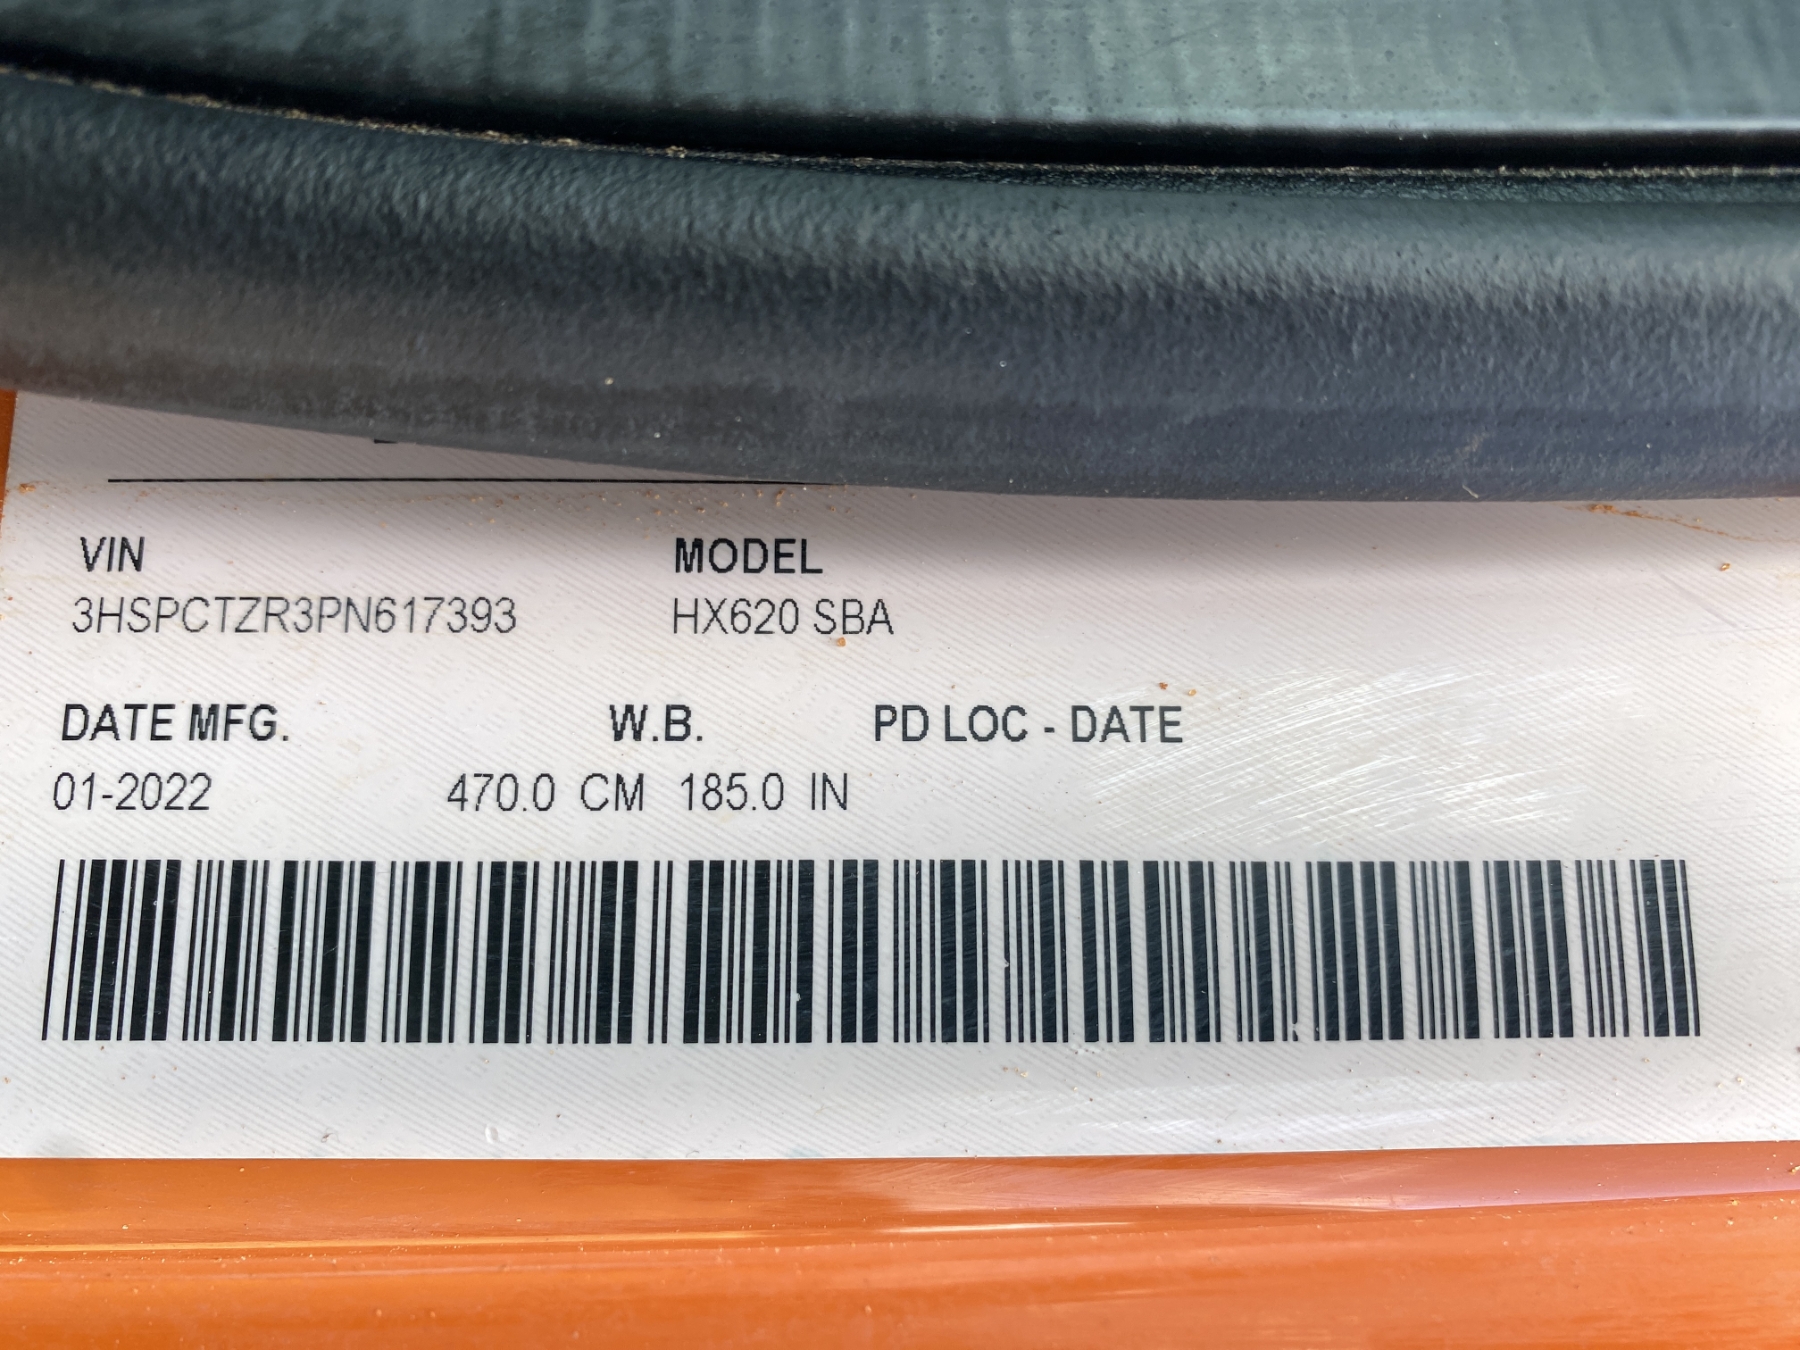 VIN MODEL
3HSPCTZR3PN617393 HX620 SBA
DATE MFG. W.B. PD LOC - DATE
01-2022 470.0 CM 185.0 IN